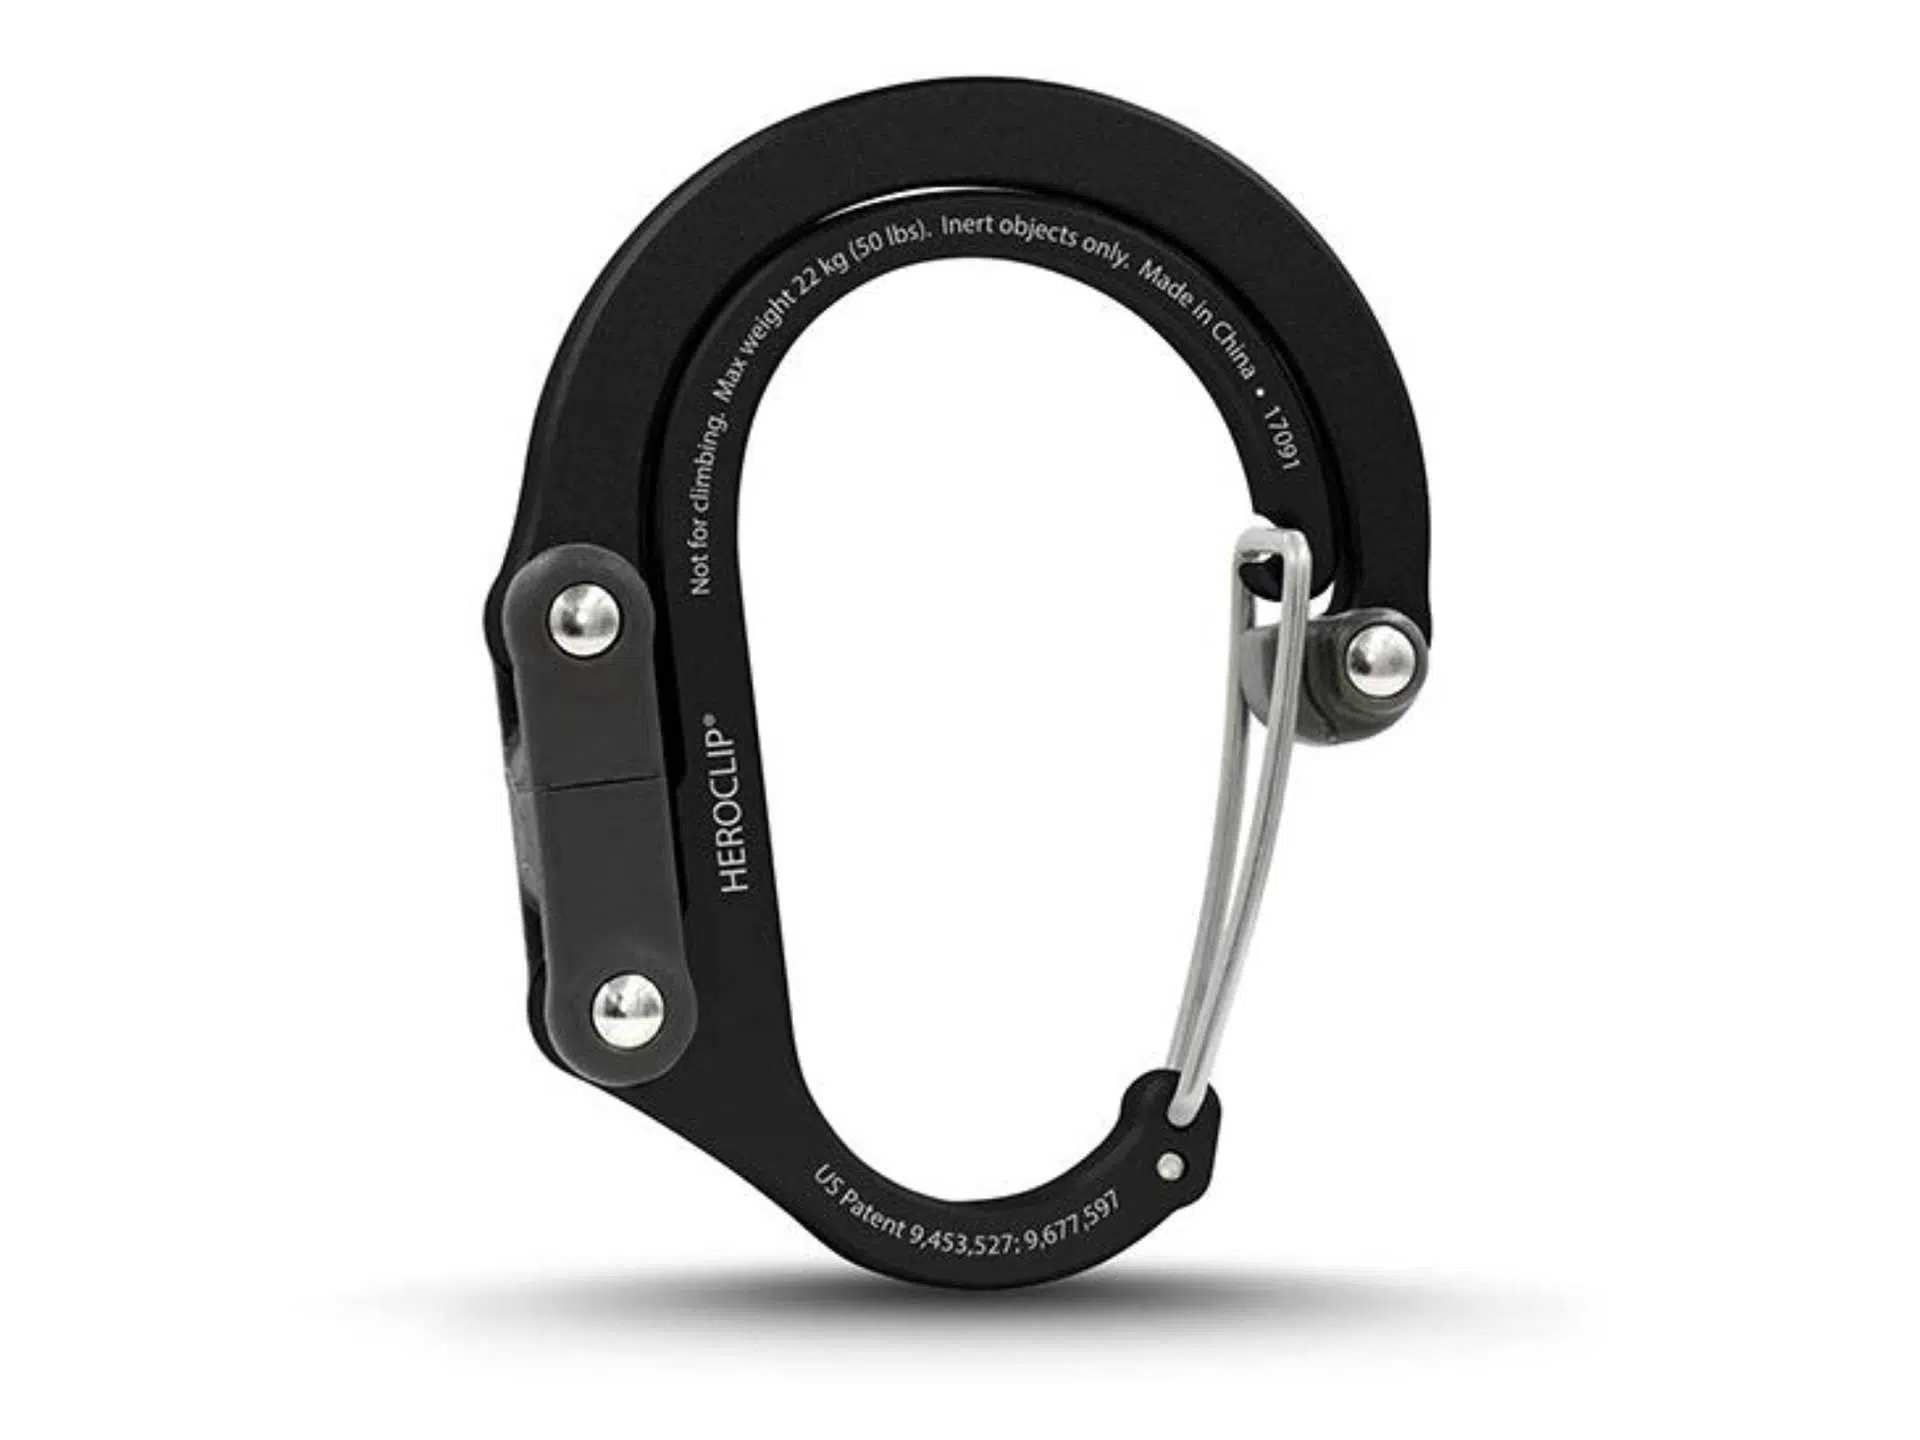 Not for climbing. Max weight 22 kg (50 lbs). Inert objects only. Made in China • 17091
HEROCLIP®
US Patent 9,453,527; 9,677,597